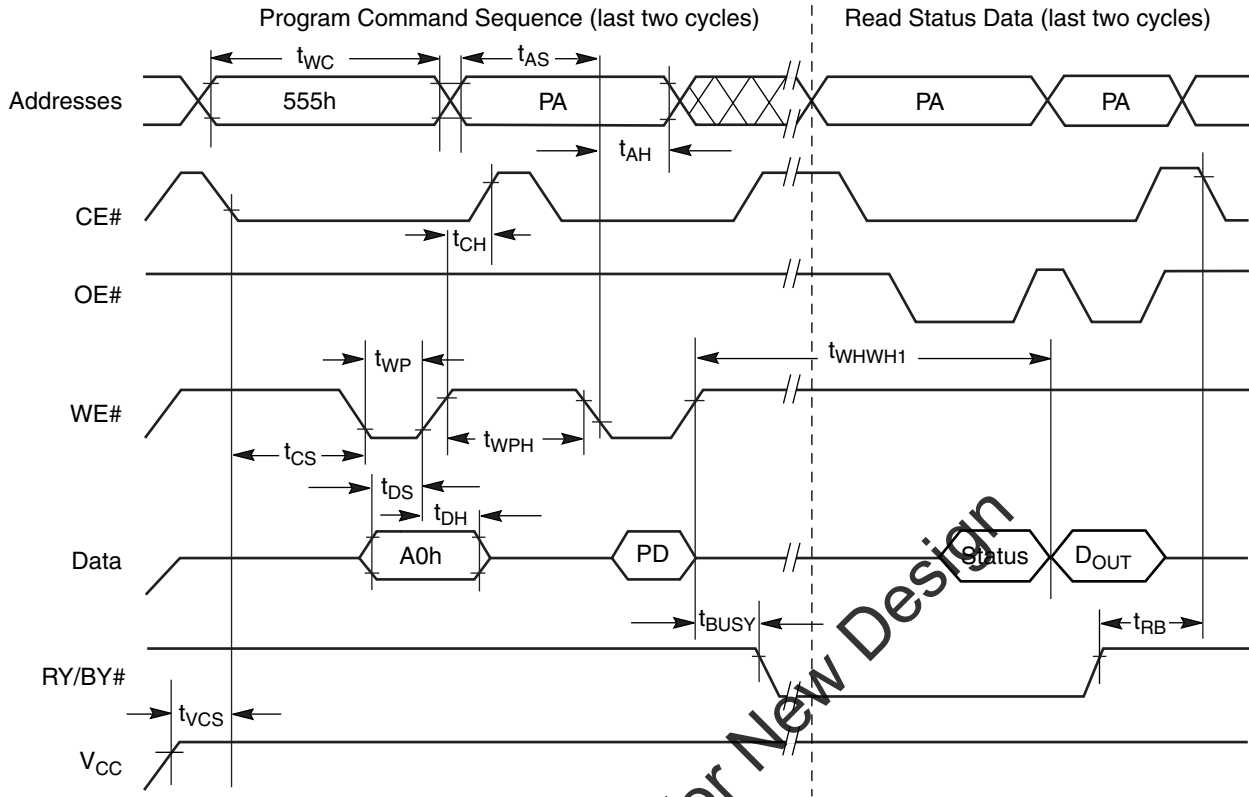 Program Command Sequence (last two cycles)
Read Status Data (last two cycles)
tWC
tAS
Addresses
555h
PA
PA
PA
tAH
CE#
tCH
OE#
tWP
tWHWH1
WE#
tCS
tWPH
tDS
tDH
Data
A0h
PD
Status
DOUT
tBUSY
tRB
RY/BY#
tVCS
VCC
or New Design